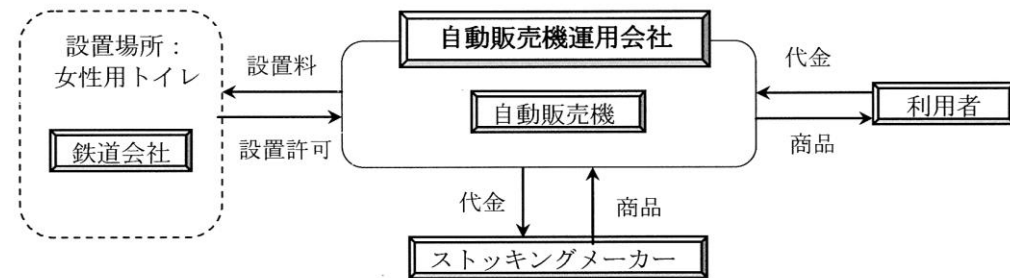 設置場所：
女性用トイレ
鉄道会社
設置料
設置許可
自動販売機運用会社
自動販売機
代金
商品
利用者
代金
商品
ストッキングメーカー